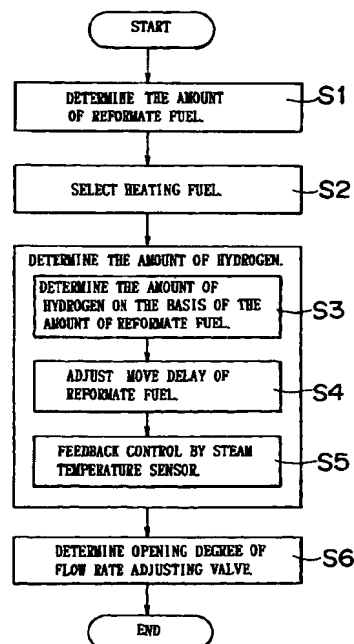 START
DETERMINE THE AMOUNT
OF REFORMATE FUEL.
S1
SELECT HEATING FUEL.
S2
DETERMINE THE AMOUNT OF HYDROGEN.
DETERMINE THE AMOUNT OF
HYDROGEN ON THE BASIS OF THE
AMOUNT OF REFORMATE FUEL.
S3
ADJUST MOVE DELAY OF
REFORMATE FUEL.
S4
FEEDBACK CONTROL BY STEAM
TEMPERATURE SENSOR.
S5
DETERMINE OPENING DEGREE OF
FLOW RATE ADJUSTING VALVE.
S6
END